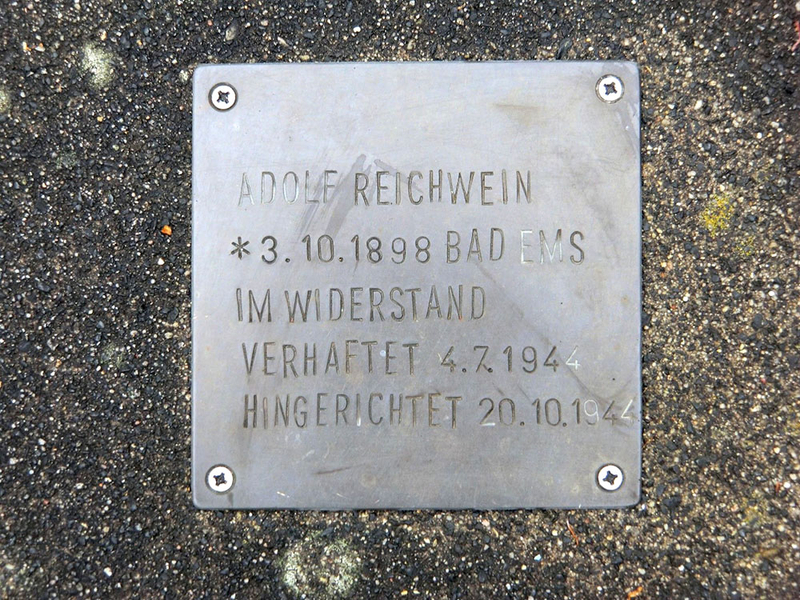 ADOLF REICHWEIN
*3.10.1898 BAD EMS
IM WIDERSTAND
VERHAFTET 4.7.1944
HINGERICHTET 20.10.1944